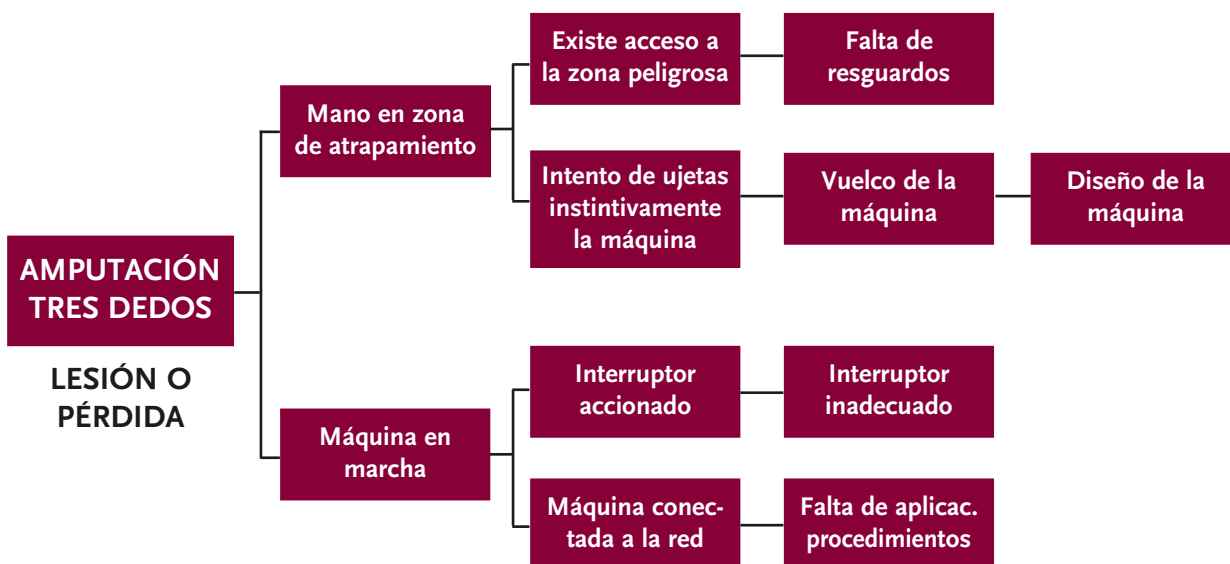 Existe acceso a
la zona peligrosa
Falta de
resguardos
Mano en zona
de atrapamiento
Intento de ujetas
instintivamente
la máquina
Vuelco de la
máquina
Diseño de la
máquina
AMPUTACIÓN
TRES DEDOS
LESIÓN O
PÉRDIDA
Interruptor
accionado
Interruptor
inadecuado
Máquina en
marcha
Máquina conec-
tada a la red
Falta de aplicac.
procedimientos